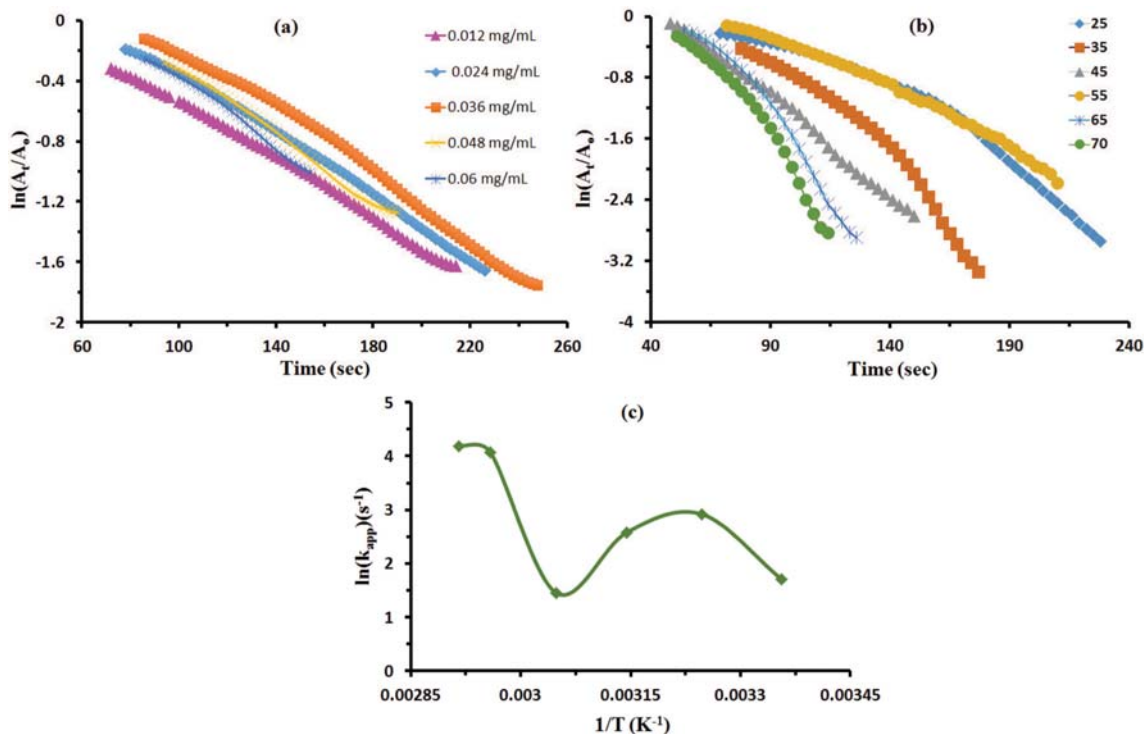 (a)
0
-0.4
-0.8
-1.2
-1.6
-2
ln(Aₜ/Aₒ)
60 100 140 180 220 260
Time (sec)
0.012 mg/mL
0.024 mg/mL
0.036 mg/mL
0.048 mg/mL
0.06 mg/mL
(b)
0
-0.8
-1.6
-2.4
-3.2
-4
ln(Aₜ/Aₒ)
40 90 140 190 240
Time (sec)
25
35
45
55
65
70
(c)
5
4
3
2
1
0
ln(kₐₚₚ)(s⁻¹)
0.00285 0.003 0.00315 0.0033 0.00345
1/T (K⁻¹)